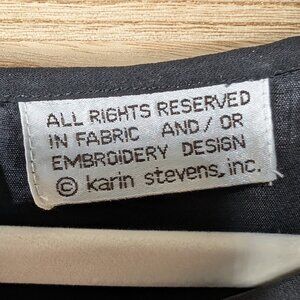 ALL RIGHTS RESERVED
IN FABRIC AND/OR
EMBROIDERY DESIGN
© karin stevens, inc.